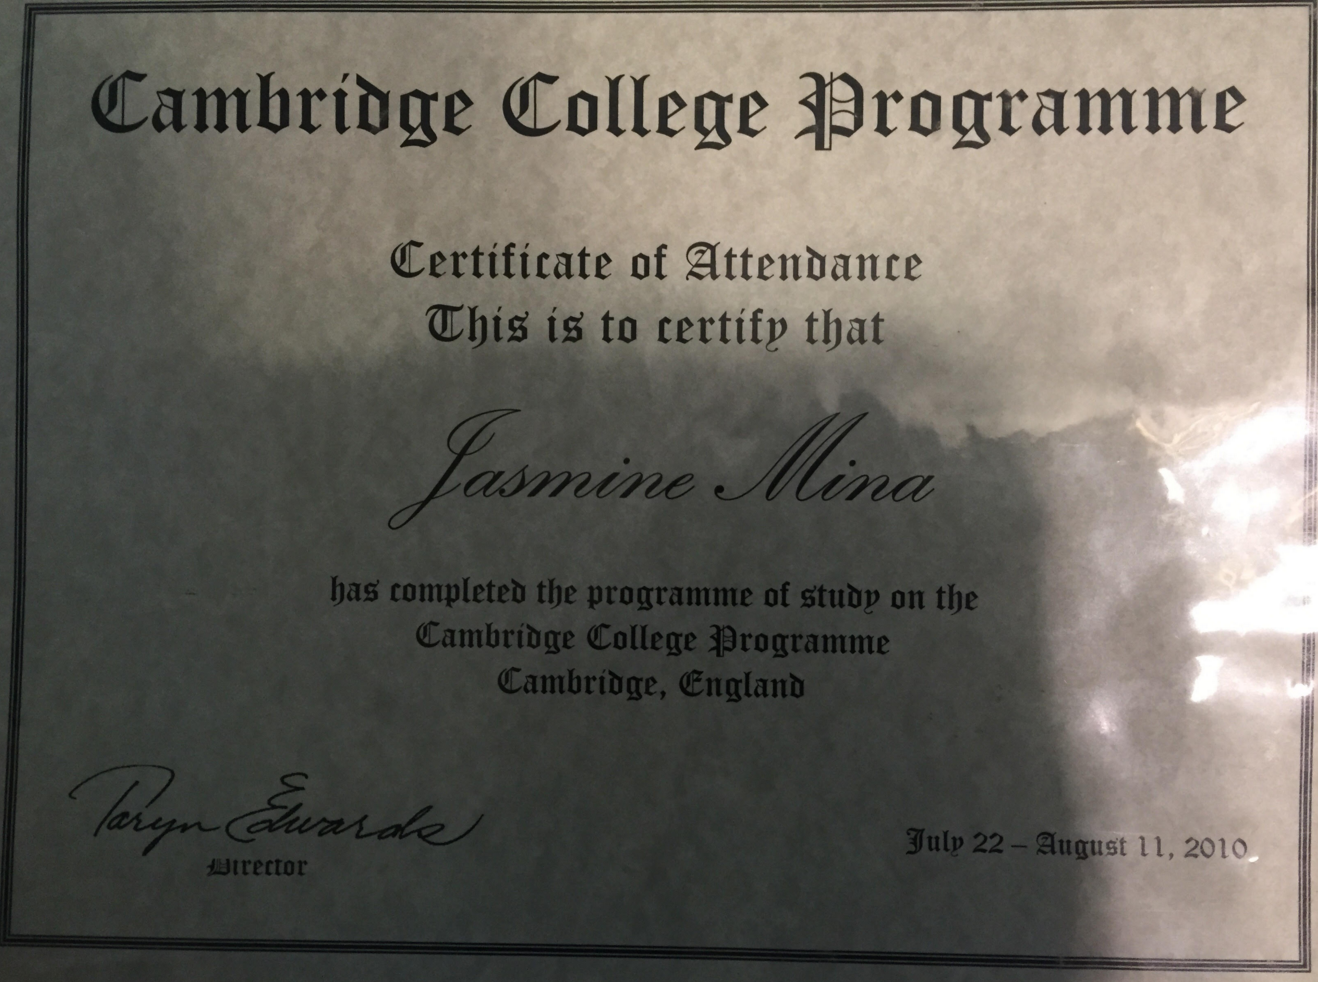 Cambridge College Programme
Certificate of Attendance
This is to certify that
Jasmine Mina
has completed the programme of study on the
Cambridge College Programme
Cambridge, England
Taryn Edwards
Director
July 22 – August 11, 2010